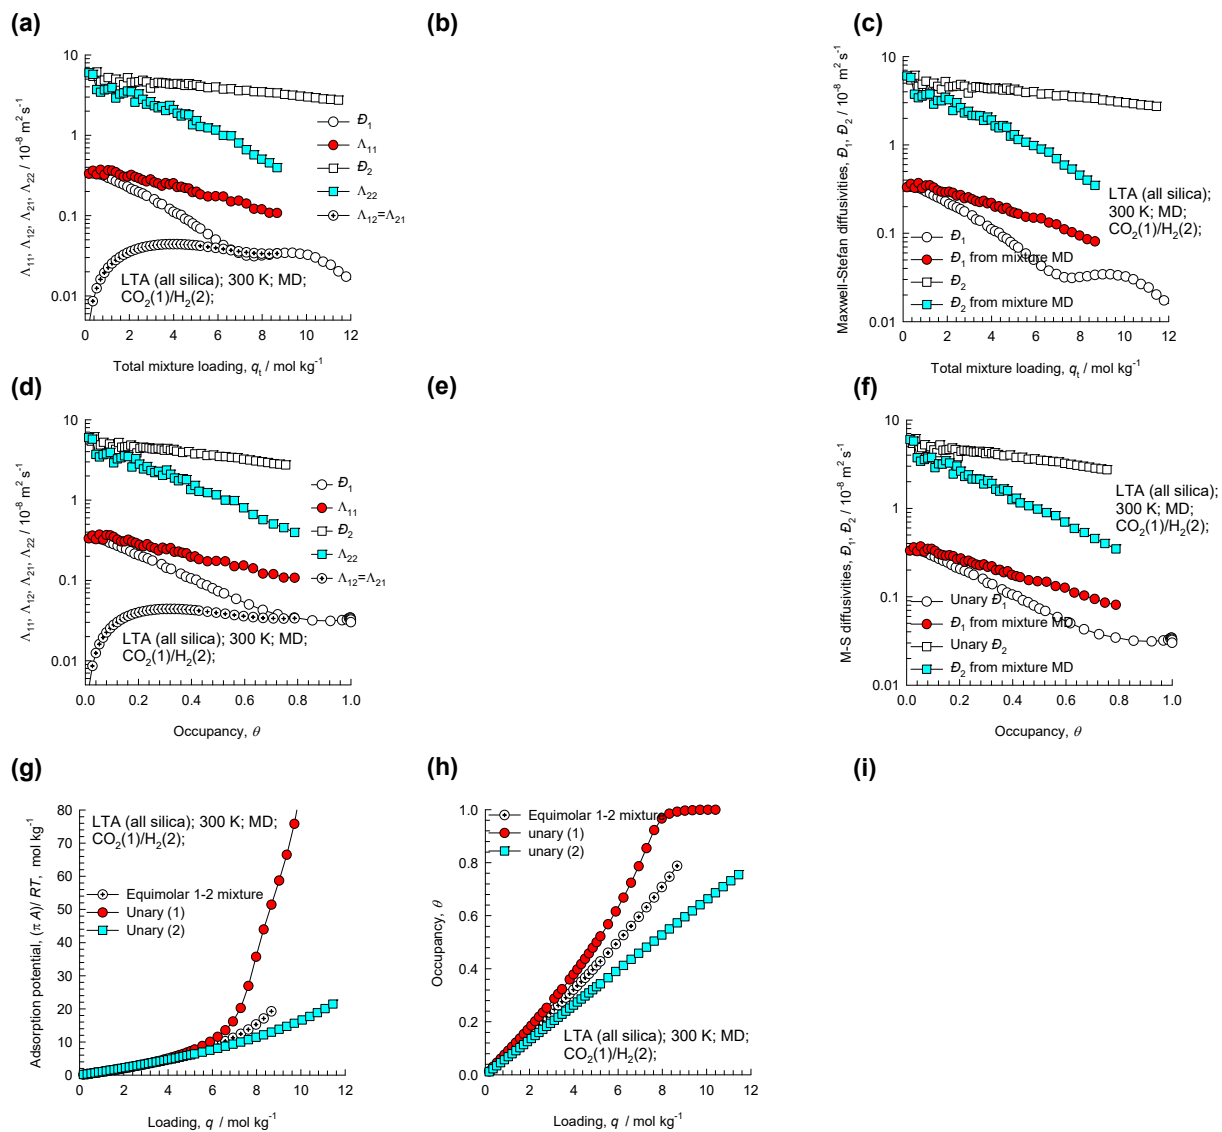 (a)
(b)
(c)
10
1
0.1
0.01
Λ11, Λ12, Λ21, Λ22 / 10⁻⁸ m² s⁻¹
Đ1
Λ11
Đ2
Λ22
Λ12=Λ21
LTA (all silica); 300 K; MD;
CO2(1)/H2(2);
0 2 4 6 8 10 12
Total mixture loading, qt / mol kg⁻¹
10
1
0.1
0.01
Maxwell-Stefan diffusivities, Đ1, Đ2 / 10⁻⁸ m² s⁻¹
LTA (all silica);
300 K; MD;
CO2(1)/H2(2);
Đ1
Đ1 from mixture MD
Đ2
Đ2 from mixture MD
0 2 4 6 8 10 12
Total mixture loading, qt / mol kg⁻¹
(d)
(e)
(f)
10
1
0.1
0.01
Λ11, Λ12, Λ21, Λ22 / 10⁻⁸ m² s⁻¹
Đ1
Λ11
Đ2
Λ22
Λ12=Λ21
LTA (all silica); 300 K; MD;
CO2(1)/H2(2);
0.0 0.2 0.4 0.6 0.8 1.0
Occupancy, θ
10
1
0.1
0.01
M-S diffusivities, Đ1, Đ2 / 10⁻⁸ m² s⁻¹
LTA (all silica);
300 K; MD;
CO2(1)/H2(2);
Unary Đ1
Đ1 from mixture MD
Unary Đ2
Đ2 from mixture MD
0.0 0.2 0.4 0.6 0.8 1.0
Occupancy, θ
(g)
(h)
(i)
80
70
60
50
40
30
20
10
0
Adsorption potential, (π A)/ RT, mol kg⁻¹
LTA (all silica); 300 K; MD;
CO2(1)/H2(2);
Equimolar 1-2 mixture
Unary (1)
Unary (2)
0 2 4 6 8 10 12
Loading, q / mol kg⁻¹
1.0
0.8
0.6
0.4
0.2
0.0
Occupancy, θ
Equimolar 1-2 mixture
unary (1)
unary (2)
LTA (all silica); 300 K; MD;
CO2(1)/H2(2);
0 2 4 6 8 10 12
Loading, q / mol kg⁻¹